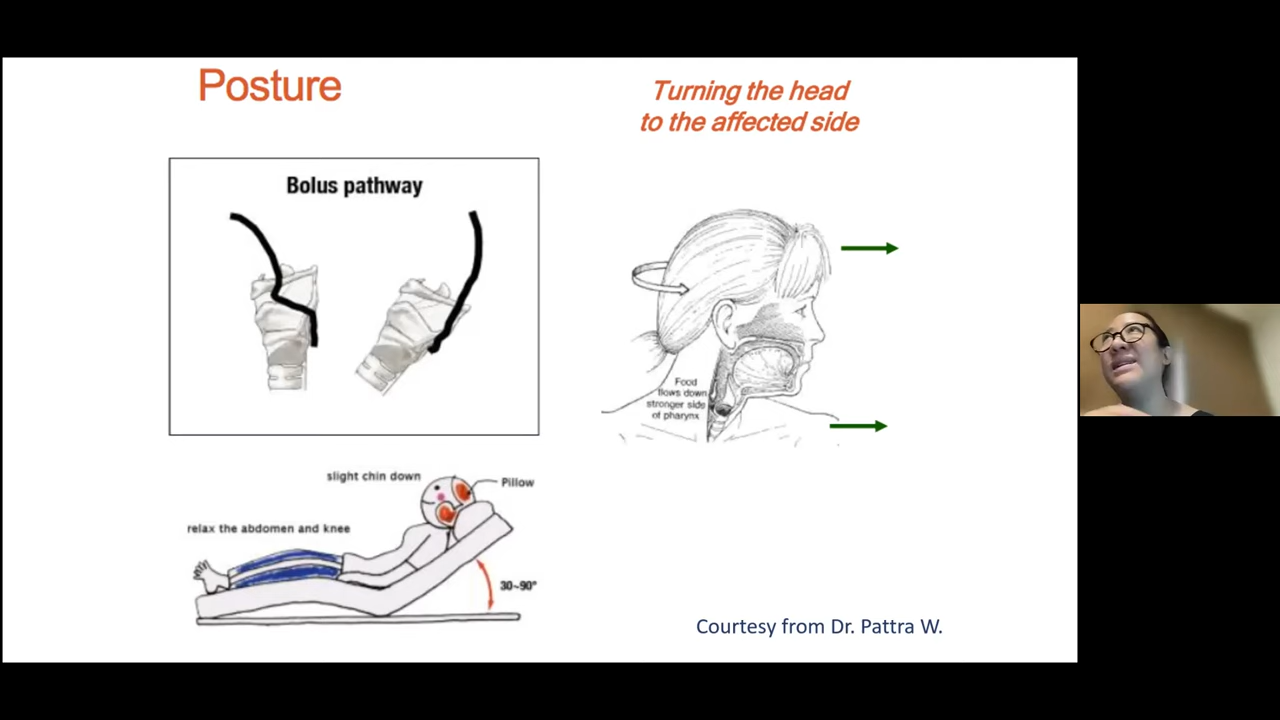 Posture
Turning the head
to the affected side
Bolus pathway
Food
flows down
stronger side
of pharynx
slight chin down
Pillow
relax the abdomen and knee
30~90°
Courtesy from Dr. Pattra W.